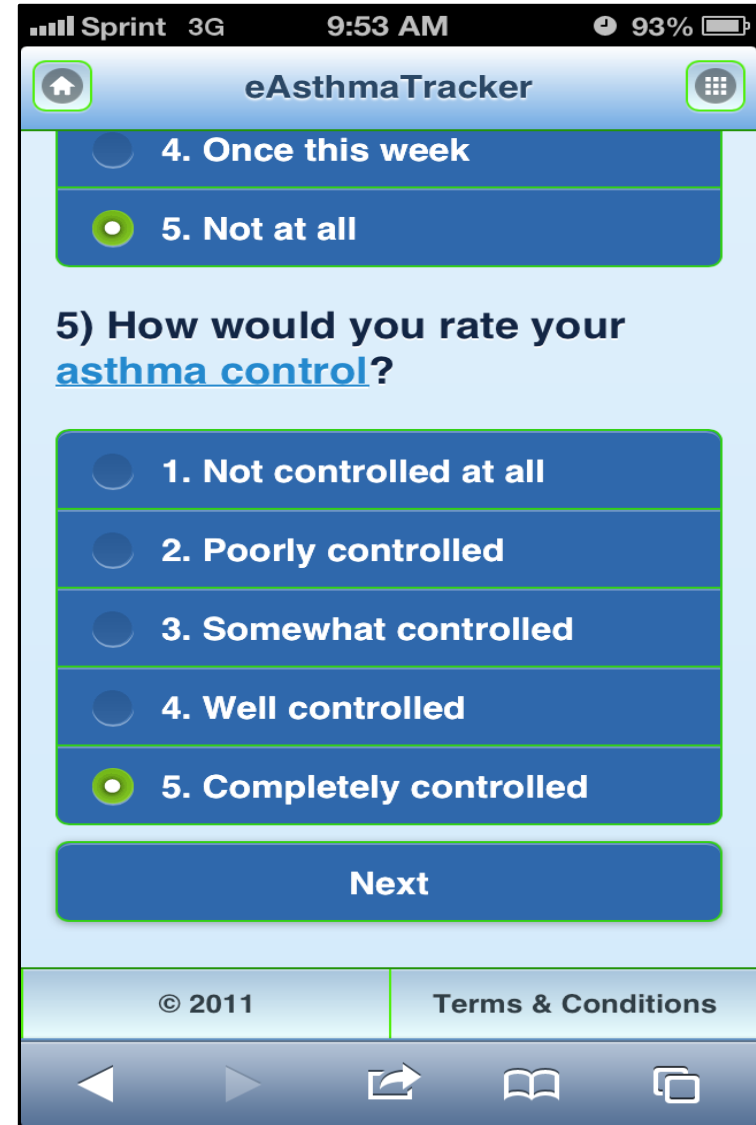 Sprint 3G 9:53 AM 93%
eAsthmaTracker
4. Once this week
5. Not at all
5) How would you rate your
asthma control?
1. Not controlled at all
2. Poorly controlled
3. Somewhat controlled
4. Well controlled
5. Completely controlled
Next
© 2011 Terms & Conditions